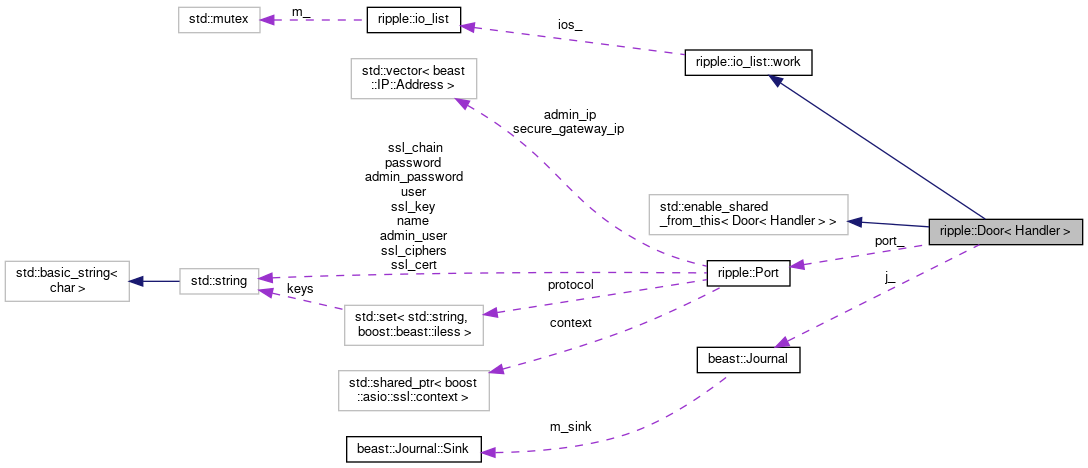 std::mutex
m_
ripple::io_list
ios_
ripple::io_list::work
std::vector< beast
::IP::Address >
admin_ip
secure_gateway_ip
ssl_chain
password
admin_password
user
ssl_key
name
admin_user
ssl_ciphers
ssl_cert
std::enable_shared
_from_this< Door< Handler > >
ripple::Door< Handler >
port_
j_
std::basic_string<
char >
std::string
keys
ripple::Port
protocol
std::set< std::string,
boost::beast::iless >
context
beast::Journal
std::shared_ptr< boost
::asio::ssl::context >
m_sink
beast::Journal::Sink